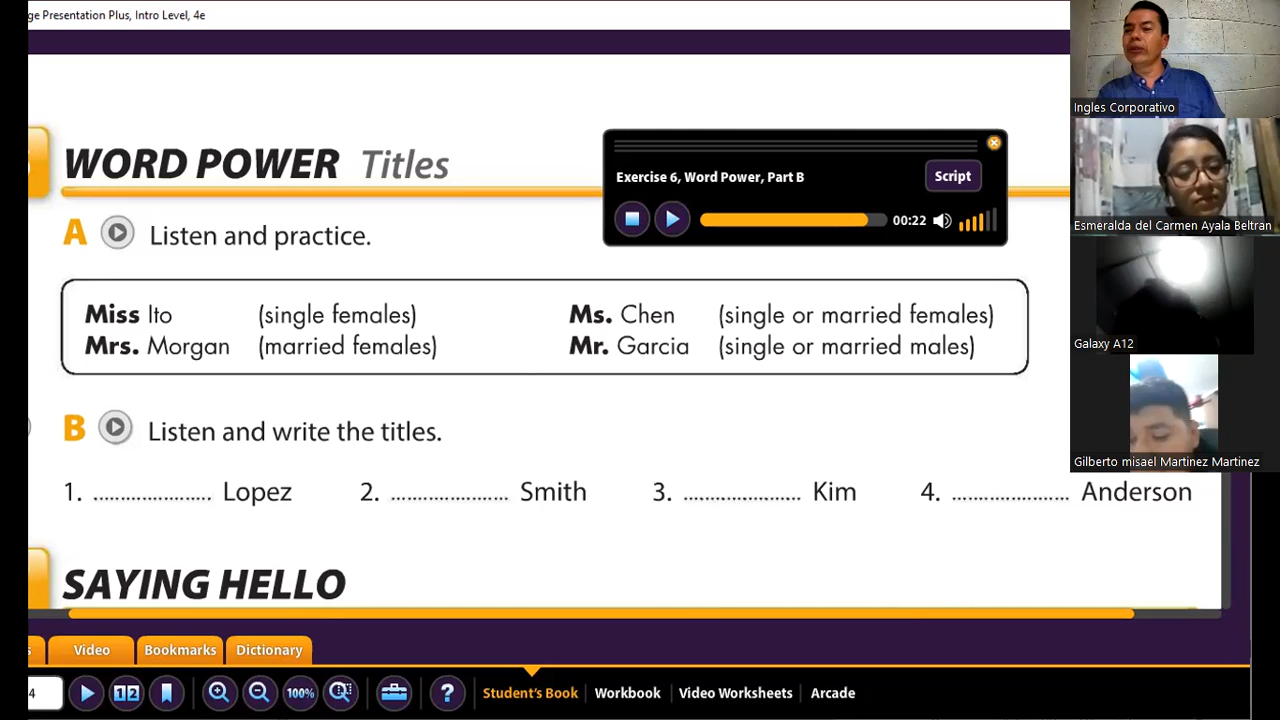 ge Presentation Plus, Intro Level, 4e
WORD POWER Titles
Exercise 6, Word Power, Part B
Script
00:22
A Listen and practice.
Miss Ito (single females) Ms. Chen (single or married females)
Mrs. Morgan (married females) Mr. Garcia (single or married males)
B Listen and write the titles.
1. .................... Lopez 2. .................... Smith 3. .................... Kim 4. .................... Anderson
SAYING HELLO
s Video Bookmarks Dictionary
4 12 100% ? Student's Book Workbook Video Worksheets Arcade
Ingles Corporativo
Esmeralda del Carmen Ayala Beltran
Galaxy A12
Gilberto misael Martinez Martinez